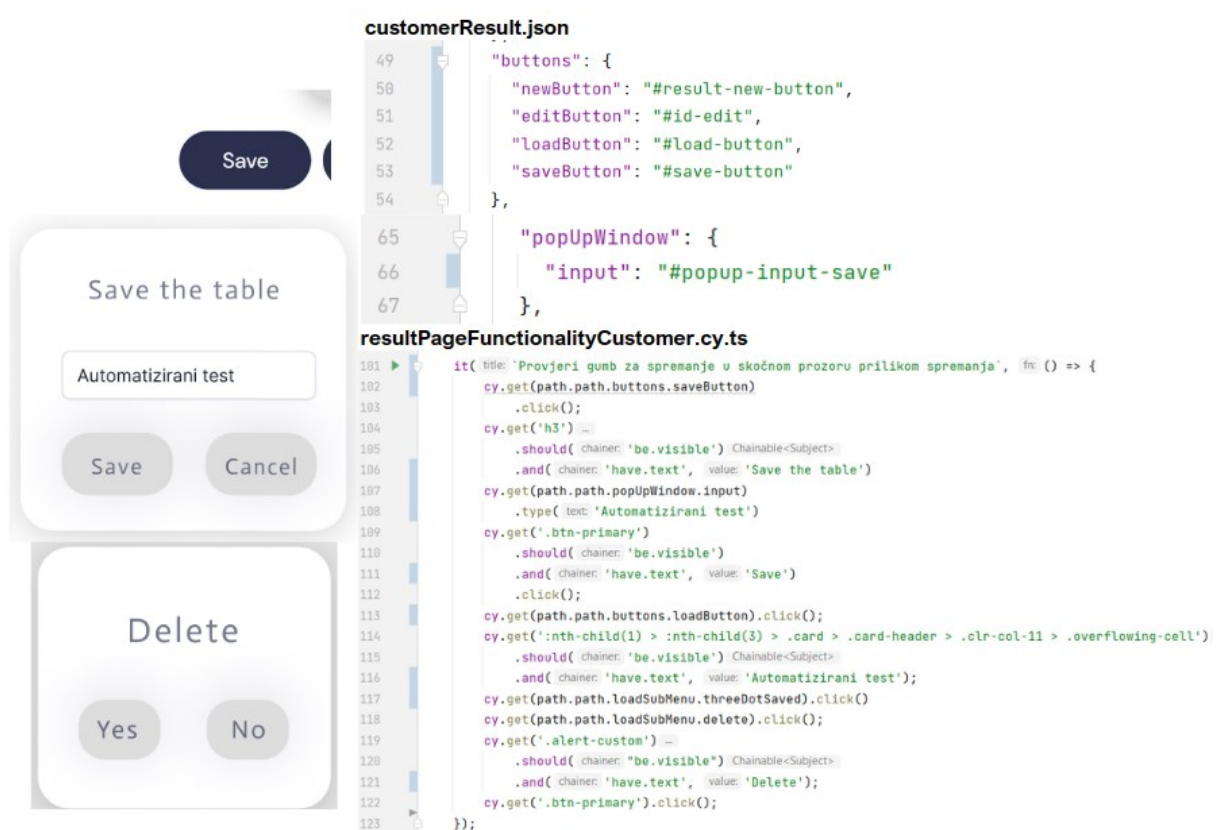 customerResult.json
49 "buttons": {
50 "newButton": "#result-new-button",
51 "editButton": "#id-edit",
52 "loadButton": "#load-button",
53 "saveButton": "#save-button"
54 },
65 "popUpWindow": {
66 "input": "#popup-input-save"
67 },
Save
Save the table
Automatizirani test
Save Cancel
Delete
Yes No
resultPageFunctionalityCustomer.cy.ts
101 it( title: `Provjeri gumb za spremanje u skočnom prozoru prilikom spremanja`, fn: () => {
102 cy.get(path.path.buttons.saveButton)
103 .click();
104 cy.get('h3') …
105 .should( chainer: 'be.visible') Chainable<Subject>
106 .and( chainer: 'have.text', value: 'Save the table')
107 cy.get(path.path.popUpWindow.input)
108 .type( text: 'Automatizirani test')
109 cy.get('.btn-primary')
110 .should( chainer: 'be.visible')
111 .and( chainer: 'have.text', value: 'Save')
112 .click();
113 cy.get(path.path.buttons.loadButton).click();
114 cy.get(':nth-child(1) > :nth-child(3) > .card > .card-header > .clr-col-11 > .overflowing-cell')
115 .should( chainer: 'be.visible') Chainable<Subject>
116 .and( chainer: 'have.text', value: 'Automatizirani test');
117 cy.get(path.path.loadSubMenu.threeDotSaved).click()
118 cy.get(path.path.loadSubMenu.delete).click();
119 cy.get('.alert-custom') …
120 .should( chainer: "be.visible") Chainable<Subject>
121 .and( chainer: 'have.text', value: 'Delete');
122 cy.get('.btn-primary').click();
123 });